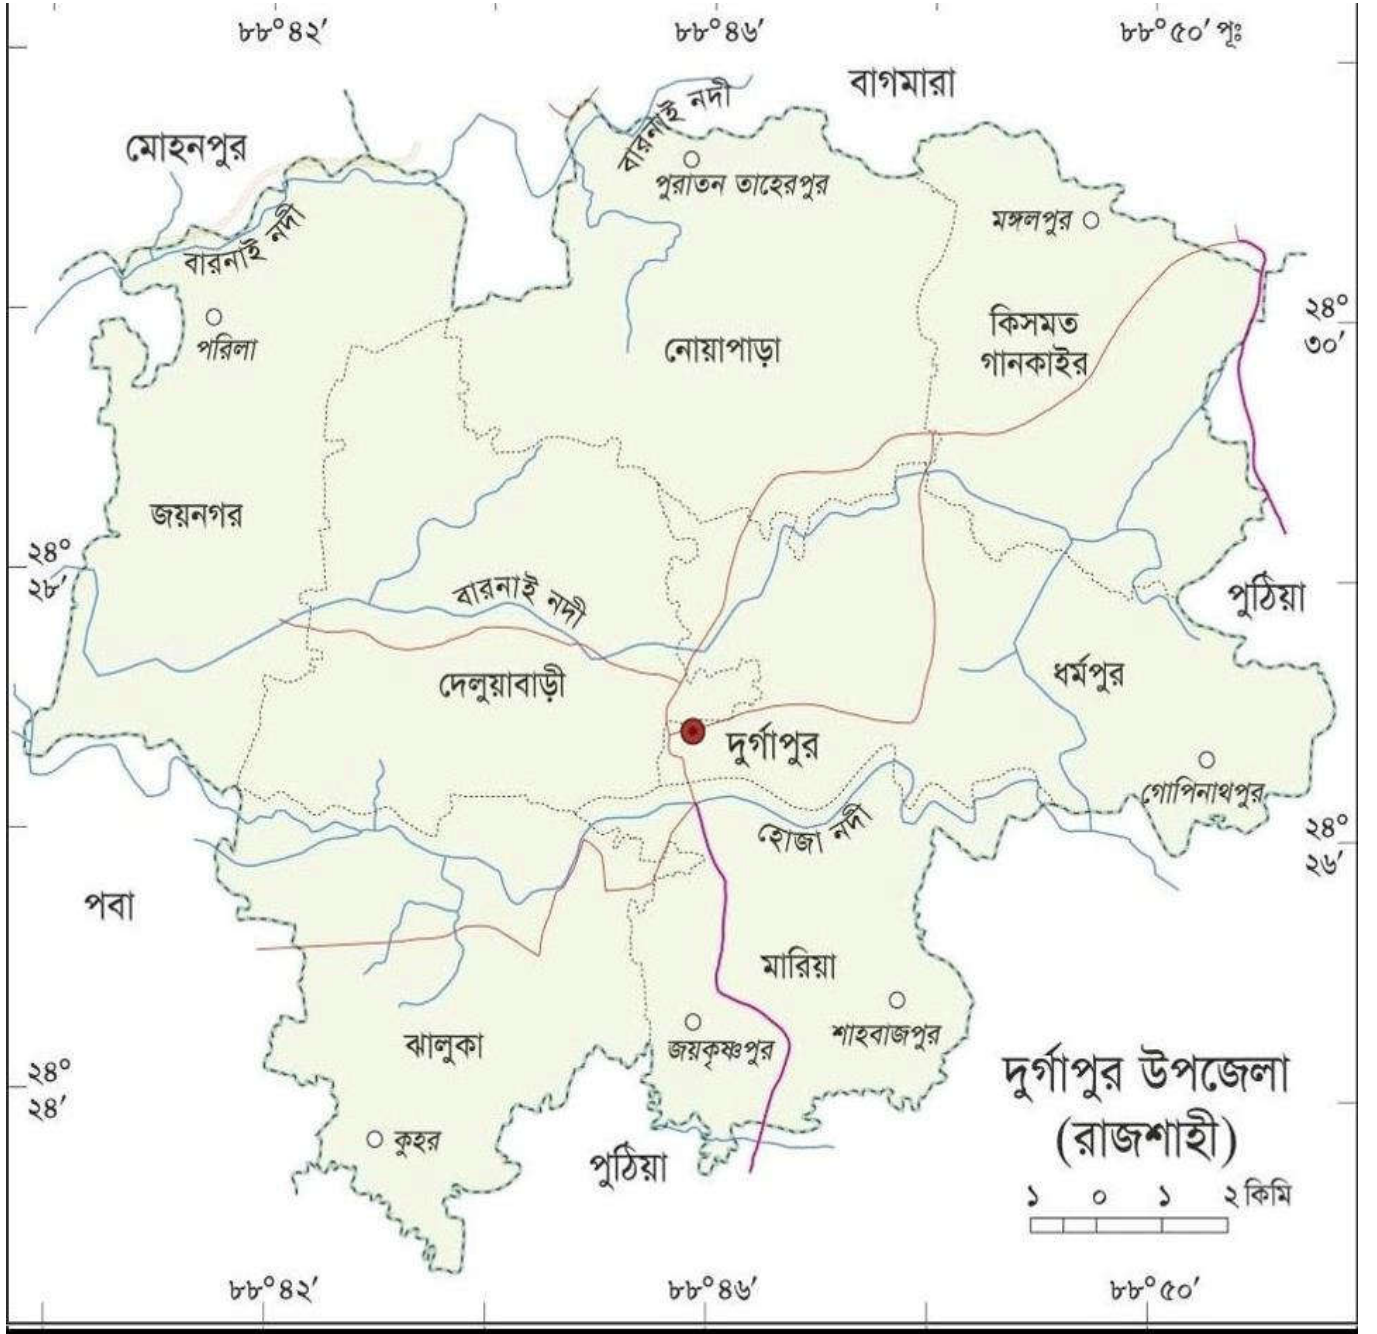 ৮৮°৪২′
৮৮°৪৬′
৮৮°৫০′ পূঃ
বাগমারা
মোহনপুর
বারনাই নদী
পুরাতন তাহেরপুর
মঙ্গলপুর
বারনাই নদী
পরিলা
নোয়াপাড়া
কিসমত
গানকাইর
২৪°
৩০′
জয়নগর
২৪°
২৮′
বারনাই নদী
পুঠিয়া
দেলুয়াবাড়ী
ধর্মপুর
দুর্গাপুর
গোপিনাথপুর
হোজা নদী
২৪°
২৬′
পবা
মারিয়া
শাহবাজপুর
জয়কৃষ্ণপুর
ঝালুকা
২৪°
২৪′
কুহর
পুঠিয়া
দুর্গাপুর উপজেলা
(রাজশাহী)
১ ০ ১ ২ কিমি
৮৮°৪২′
৮৮°৪৬′
৮৮°৫০′